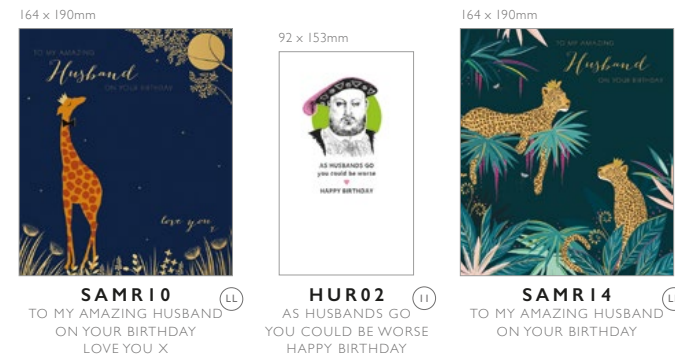 164 x 190mm
TO MY AMAZING
Husband
ON YOUR BIRTHDAY
love you x
SAMR10
LL
TO MY AMAZING HUSBAND
ON YOUR BIRTHDAY
LOVE YOU X
92 x 153mm
AS HUSBANDS GO
you could be worse
HAPPY BIRTHDAY
HUR02
11
AS HUSBANDS GO
YOU COULD BE WORSE
HAPPY BIRTHDAY
164 x 190mm
TO MY AMAZING
Husband
ON YOUR BIRTHDAY
SAMR14
TO MY AMAZING HUSBAND
ON YOUR BIRTHDAY